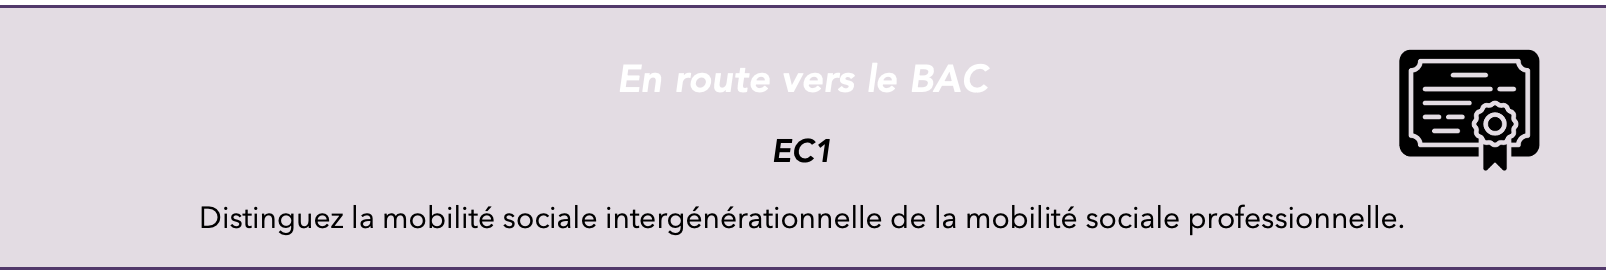 En route vers le BAC
EC1
Distinguez la mobilité sociale intergénérationnelle de la mobilité sociale professionnelle.